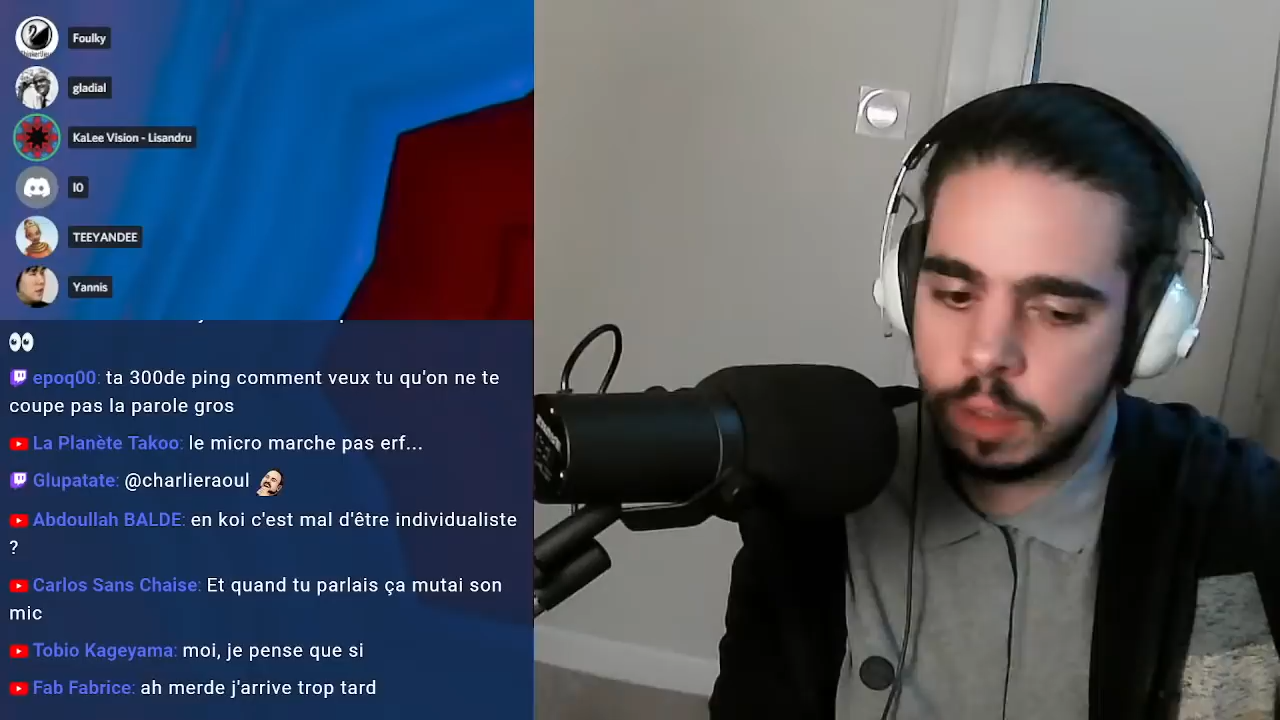 Foulky
gladial
KaLee Vision - Lisandru
IO
TEEYANDEE
Yannis
epoq00: ta 300de ping comment veux tu qu'on ne te
coupe pas la parole gros
La Planète Takoo: le micro marche pas erf...
Glupatate: @charlieraoul
Abdoullah BALDE: en koi c'est mal d'être individualiste
?
Carlos Sans Chaise: Et quand tu parlais ça mutai son
mic
Tobio Kageyama: moi, je pense que si
Fab Fabrice: ah merde j'arrive trop tard